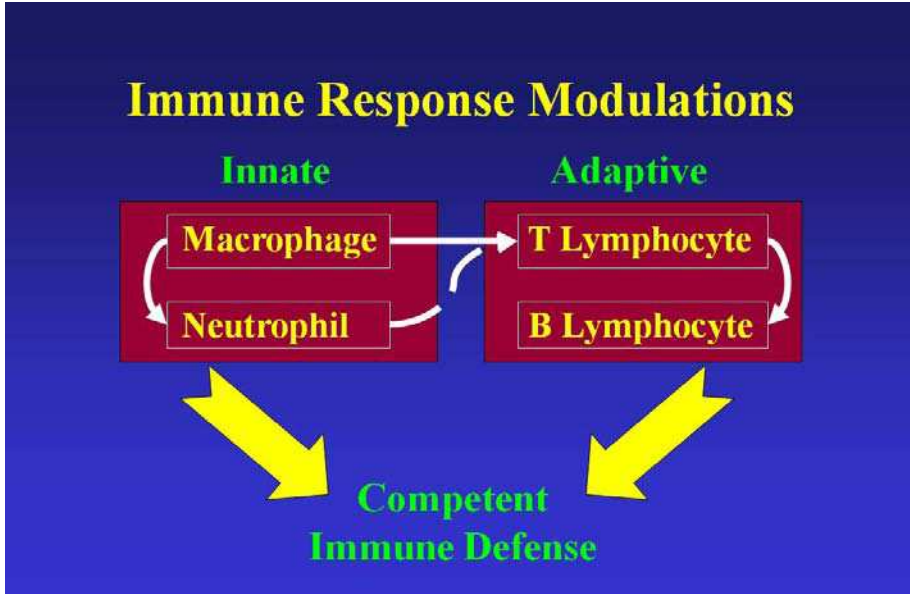 Immune Response Modulations
Innate
Adaptive
Macrophage
T Lymphocyte
Neutrophil
B Lymphocyte
Competent
Immune Defense